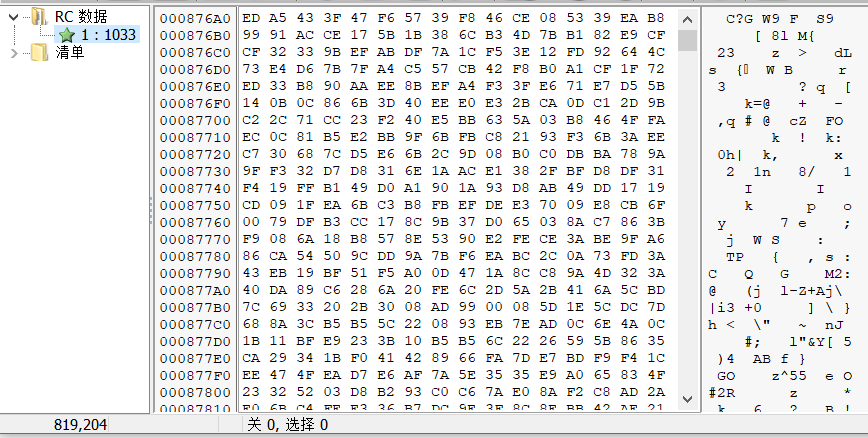 RC 数据
1 : 1033
清单
000876A0 ED A5 43 3F 47 F6 57 39 F8 46 CE 08 53 39 EA B8
000876B0 99 91 AC CE 17 5B 1B 38 6C B3 4D 7B B1 82 E9 CF
000876C0 CF 32 33 9B EF AB DF 7A 1C F5 3E 12 FD 92 64 4C
000876D0 73 E4 D6 7B 7F A4 C5 57 CB 42 F8 B0 A1 CF 1F 72
000876E0 ED 33 B8 90 AA EE 8B EF A4 F3 3F E6 71 E7 D5 5B
000876F0 14 0B 0C 86 6B 3D 40 EE E0 E3 2B CA 0D C1 2D 9B
00087700 C2 2C 71 CC 23 F2 40 E5 BB 63 5A 03 B8 46 4F FA
00087710 EC 0C 81 B5 E2 BB 9F 6B FB C8 21 93 F3 6B 3A EE
00087720 C7 30 68 7C D5 E6 6B 2C 9D 08 B0 C0 DB BA 78 9A
00087730 9F F3 32 D7 D8 31 6E 1A AC E1 38 2F BF D8 DF 31
00087740 F4 19 FF B1 49 D0 A1 90 1A 93 D8 AB 49 DD 17 19
00087750 CD 09 1F EA 6B C3 B8 FB EF DE E3 70 09 E8 CB 6F
00087760 00 79 DF B3 CC 17 8C 9B 37 D0 65 03 8A C7 86 3B
00087770 F9 08 6A 18 B8 57 8E 53 90 E2 FE CE 3A BE 9F A6
00087780 86 CA 54 50 9C DD 9A 7B F6 EA BC 2C 0A 73 FD 3A
00087790 43 EB 19 BF 51 F5 A0 0D 47 1A 8C C8 89 4D 32 3A
000877A0 40 DA 89 C6 28 6A 20 FE 6C 2D 5A 2B 41 6A 5C BD
000877B0 7C 69 33 20 2B 30 08 AD 99 00 08 5D 1E 5C DC 7D
000877C0 68 8A 3C B5 B5 5C 22 08 93 EB 7E AD 0C 6E 4A 0C
000877D0 1B 11 BF E9 23 3B 10 B5 B5 6C 22 26 59 5B 86 35
000877E0 CA 29 34 1B F0 41 42 89 66 FA 7D E7 BD F9 F4 1C
000877F0 EE 47 4F EA D7 E6 AF 7A 5E 35 35 E9 A0 65 83 4F
00087800 23 32 52 03 D8 B2 93 C0 C6 7A E0 8A F2 C8 AD 2A
00087810 E0 6B C4 EE E3 36 B7 DC 9E 3E 8C 8E BB 42 AE 21
C?G W9 F S9
[ 8l M{
23 z > dL
s { W B r
3 ? q [
k=@ + -
,q # @ cZ FO
k ! k:
0h| k, x
2 1n 8/ 1
I I
k p o
y 7 e ;
j W S :
TP { , s :
C Q G M2:
@ (j l-Z+Aj\
|i3 +0 ] \ }
h < \" ~ nJ
#; l"&Y[ 5
)4 AB f }
GO z^55 e O
#2R z *
k 6 ? B !
819,204
关 0, 选择 0